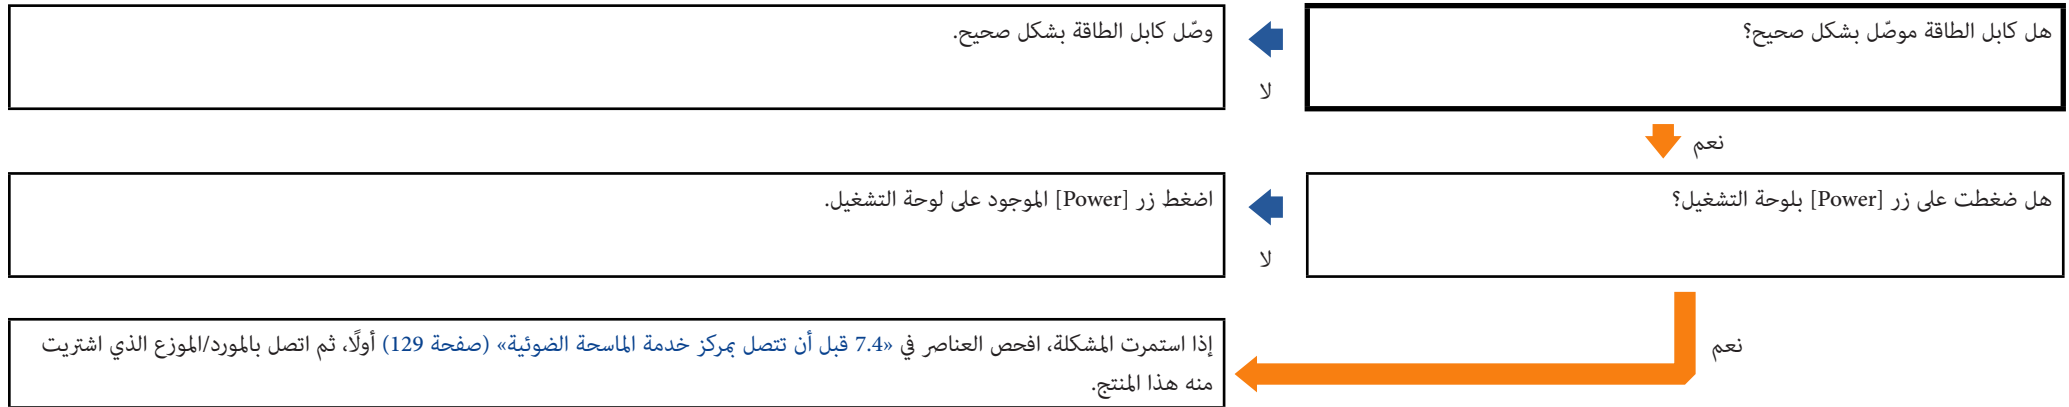 هل كابل الطاقة موصّل بشكل صحيح؟
لا
وصّل كابل الطاقة بشكل صحيح.
نعم
هل ضغطت على زر [Power] بلوحة التشغيل؟
لا
اضغط زر [Power] الموجود على لوحة التشغيل.
نعم
إذا استمرت المشكلة، افحص العناصر في «7.4 قبل أن تتصل بمركز خدمة الماسحة الضوئية» (صفحة 129) أولًا، ثم اتصل بالمورد/الموزع الذي اشتريت
منه هذا المنتج.